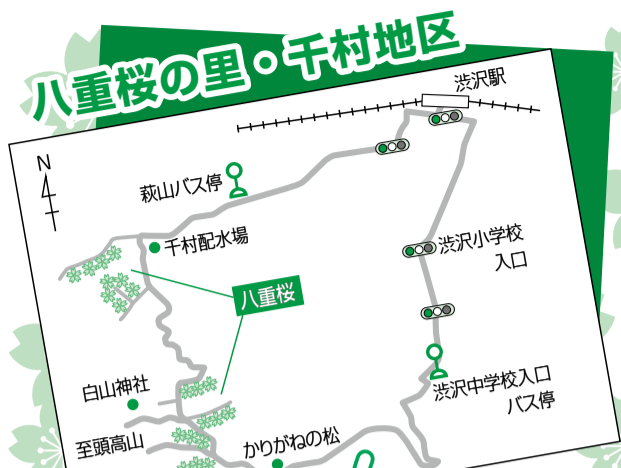 八重桜の里・千村地区
渋沢駅
N
萩山バス停
千村配水場
渋沢小学校
入口
八重桜
渋沢中学校入口
バス停
白山神社
至頭高山
かりがねの松